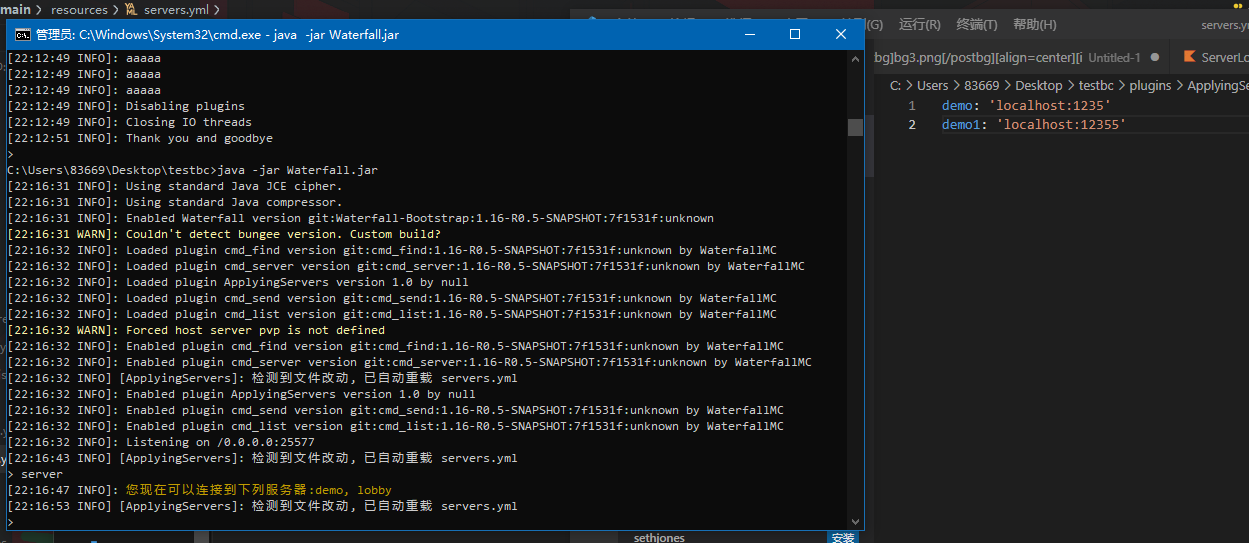 main > resources > servers.yml >
管理员: C:\Windows\System32\cmd.exe - java  -jar Waterfall.jar
[22:12:49 INFO]: aaaaa
[22:12:49 INFO]: aaaaa
[22:12:49 INFO]: aaaaa
[22:12:49 INFO]: Disabling plugins
[22:12:49 INFO]: Closing IO threads
[22:12:51 INFO]: Thank you and goodbye
>
C:\Users\83669\Desktop\testbc>java -jar Waterfall.jar
[22:16:31 INFO]: Using standard Java JCE cipher.
[22:16:31 INFO]: Using standard Java compressor.
[22:16:31 INFO]: Enabled Waterfall version git:Waterfall-Bootstrap:1.16-R0.5-SNAPSHOT:7f1531f:unknown
[22:16:31 WARN]: Couldn't detect bungee version. Custom build?
[22:16:32 INFO]: Loaded plugin cmd_find version git:cmd_find:1.16-R0.5-SNAPSHOT:7f1531f:unknown by WaterfallMC
[22:16:32 INFO]: Loaded plugin cmd_server version git:cmd_server:1.16-R0.5-SNAPSHOT:7f1531f:unknown by WaterfallMC
[22:16:32 INFO]: Loaded plugin ApplyingServers version 1.0 by null
[22:16:32 INFO]: Loaded plugin cmd_send version git:cmd_send:1.16-R0.5-SNAPSHOT:7f1531f:unknown by WaterfallMC
[22:16:32 INFO]: Loaded plugin cmd_list version git:cmd_list:1.16-R0.5-SNAPSHOT:7f1531f:unknown by WaterfallMC
[22:16:32 WARN]: Forced host server pvp is not defined
[22:16:32 INFO]: Enabled plugin cmd_find version git:cmd_find:1.16-R0.5-SNAPSHOT:7f1531f:unknown by WaterfallMC
[22:16:32 INFO]: Enabled plugin cmd_server version git:cmd_server:1.16-R0.5-SNAPSHOT:7f1531f:unknown by WaterfallMC
[22:16:32 INFO] [ApplyingServers]: 检测到文件改动, 已自动重载 servers.yml
[22:16:32 INFO]: Enabled plugin ApplyingServers version 1.0 by null
[22:16:32 INFO]: Enabled plugin cmd_send version git:cmd_send:1.16-R0.5-SNAPSHOT:7f1531f:unknown by WaterfallMC
[22:16:32 INFO]: Enabled plugin cmd_list version git:cmd_list:1.16-R0.5-SNAPSHOT:7f1531f:unknown by WaterfallMC
[22:16:32 INFO]: Listening on /0.0.0.0:25577
[22:16:43 INFO] [ApplyingServers]: 检测到文件改动, 已自动重载 servers.yml
> server
[22:16:47 INFO]: 您现在可以连接到下列服务器:demo, lobby
[22:16:53 INFO] [ApplyingServers]: 检测到文件改动, 已自动重载 servers.yml
>
(G) 运行(R) 终端(T) 帮助(H) servers.y
bg]bg3.png[/postbg][align=center][i Untitled-1 ServerLo
C: > Users > 83669 > Desktop > testbc > plugins > ApplyingSe
1 demo: 'localhost:1235'
2 demo1: 'localhost:12355'
sethjones
安装